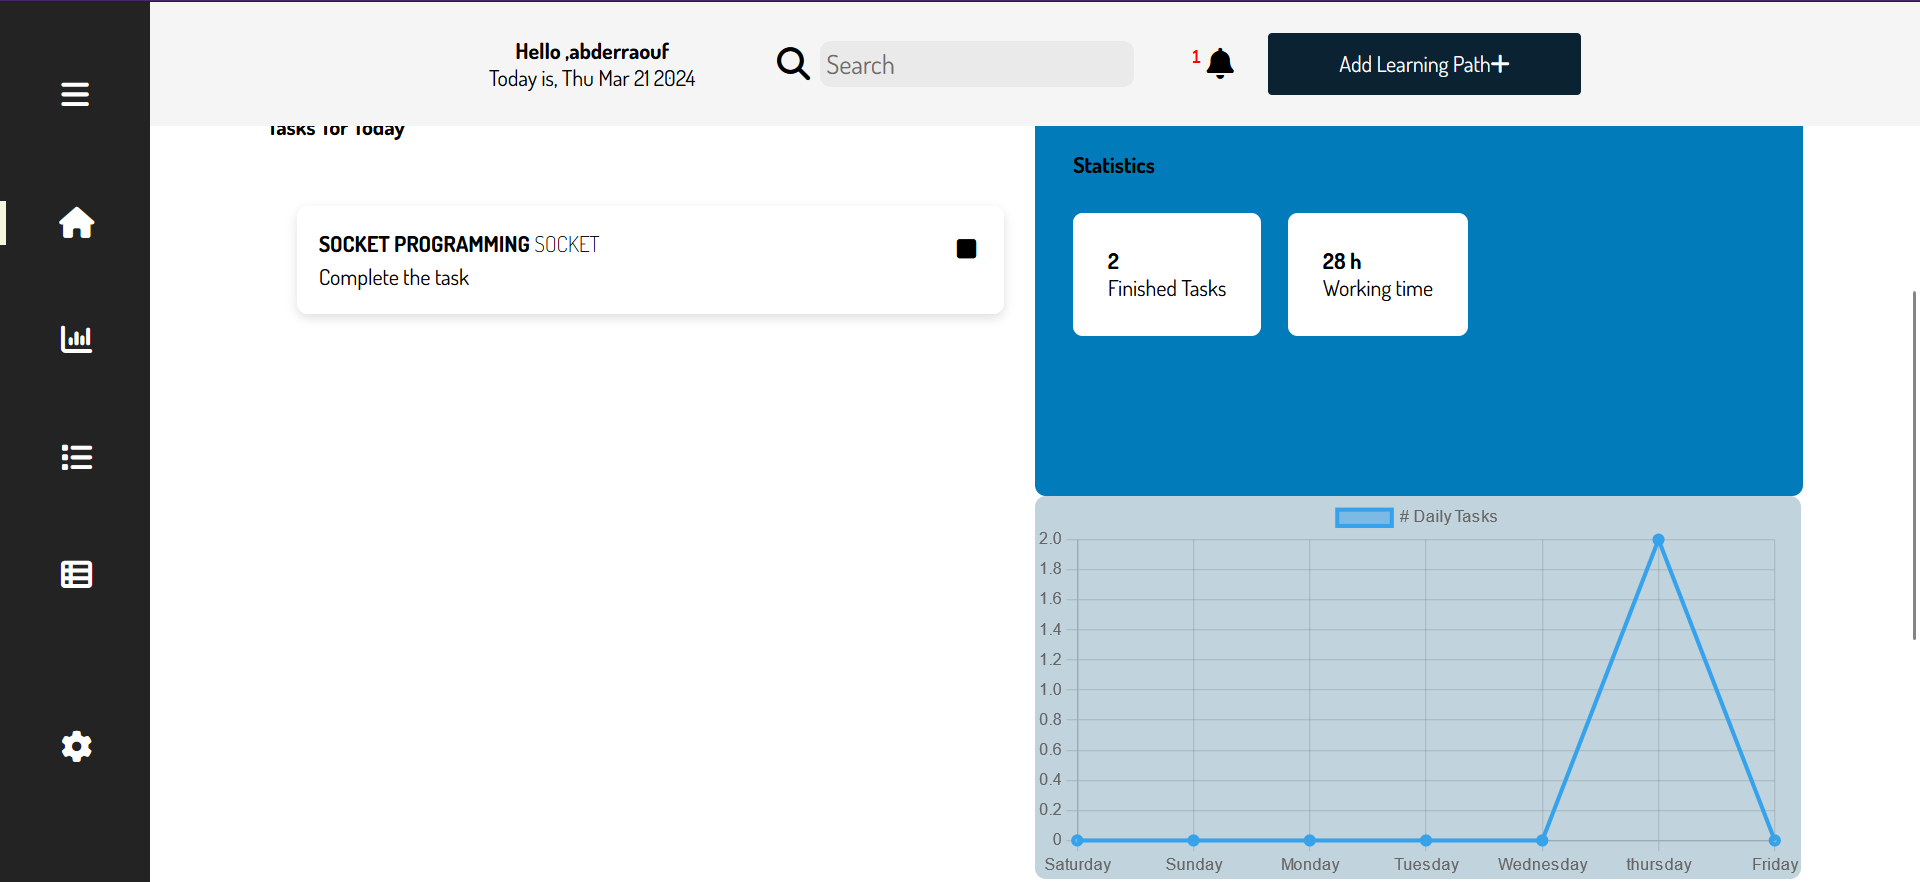 Hello ,abderraouf
Today is, Thu Mar 21 2024
Search
1
Add Learning Path+
Tasks for Today
SOCKET PROGRAMMING SOCKET
Complete the task
Statistics
2
Finished Tasks
28 h
Working time
# Daily Tasks
2.0
1.8
1.6
1.4
1.2
1.0
0.8
0.6
0.4
0.2
0
Saturday Sunday Monday Tuesday Wednesday thursday Friday